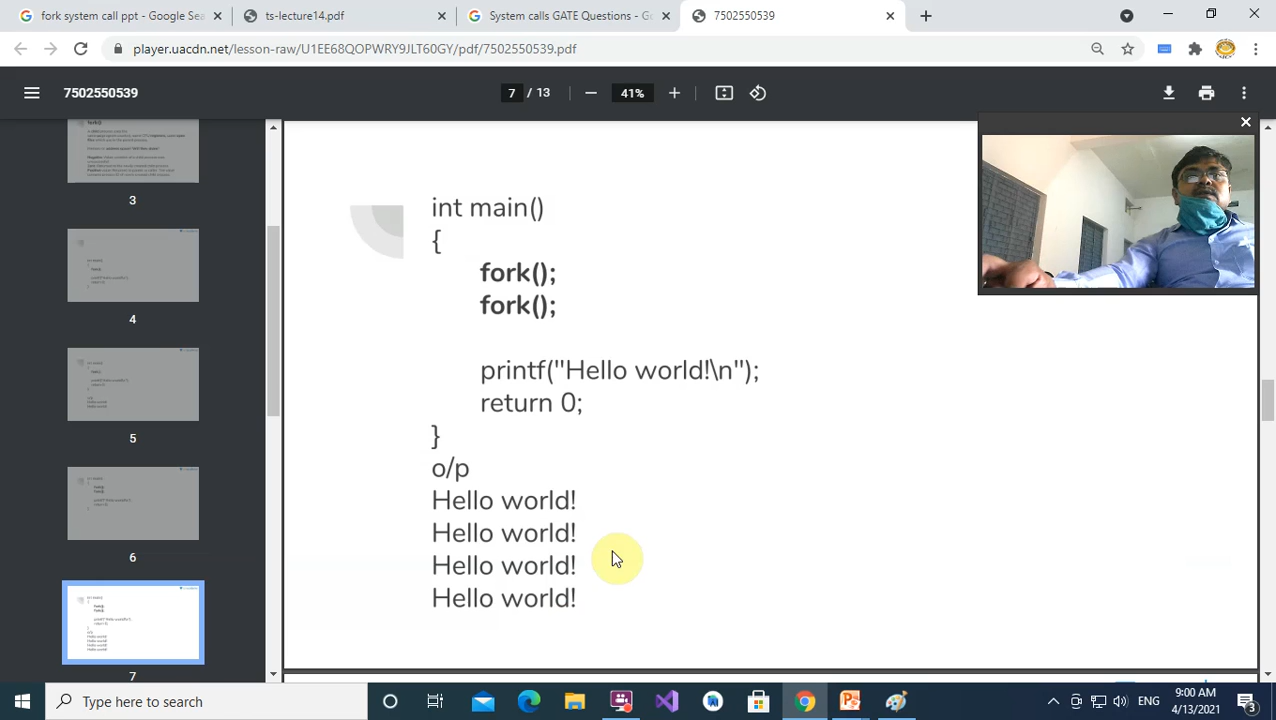 fork system call ppt - Google Sea
ts-lecture14.pdf
System calls GATE Questions - Go
7502550539
player.uacdn.net/lesson-raw/U1EE68QOPWRY9JLT60GY/pdf/7502550539.pdf
7502550539
7 / 13
41%
fork()
3
4
5
6
7
int main()
{
fork();
fork();
printf("Hello world!\n");
return 0;
}
o/p
Hello world!
Hello world!
Hello world!
Hello world!
Type here to search
ENG
9:00 AM
4/13/2021
3